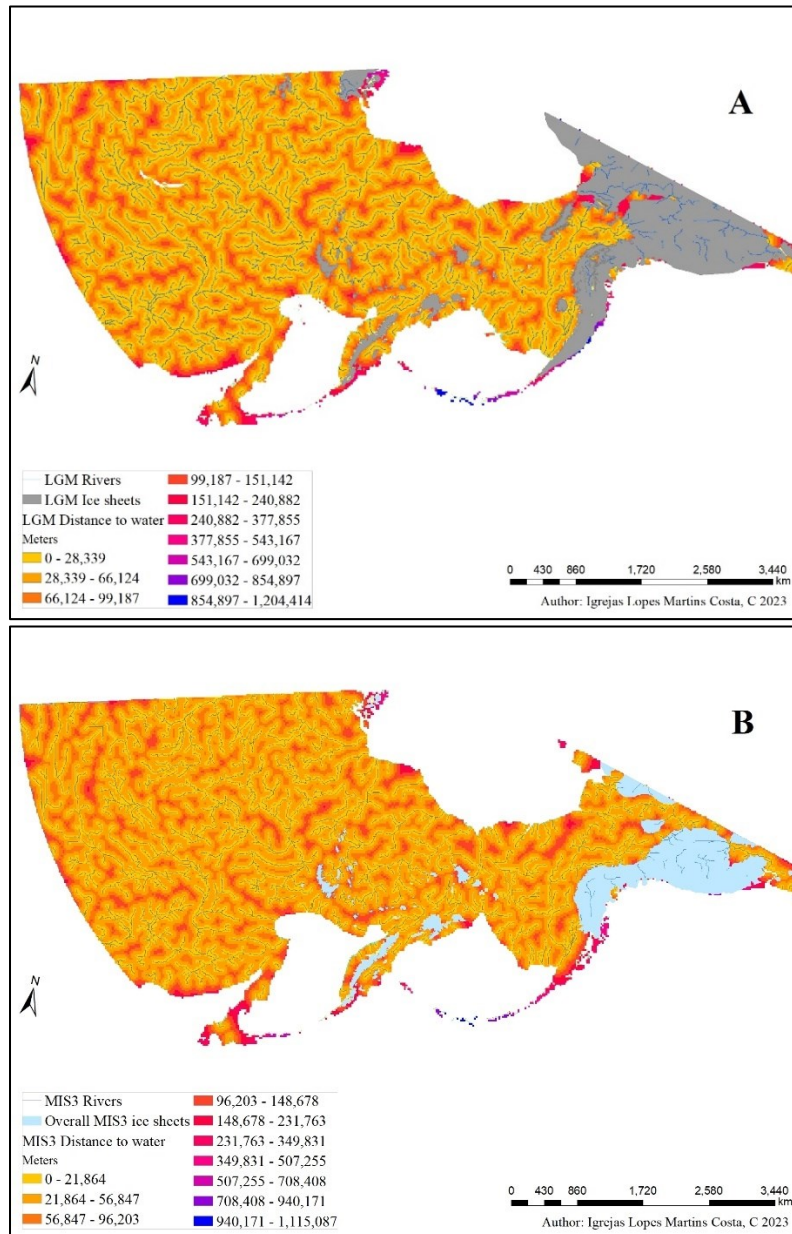 A
N
LGM Rivers
LGM Ice sheets
LGM Distance to water
Meters
0 - 28,339
28,339 - 66,124
66,124 - 99,187
99,187 - 151,142
151,142 - 240,882
240,882 - 377,855
377,855 - 543,167
543,167 - 699,032
699,032 - 854,897
854,897 - 1,204,414
0 430 860 1,720 2,580 3,440
km
Author: Igrejas Lopes Martins Costa, C 2023
B
N
MIS3 Rivers
Overall MIS3 ice sheets
MIS3 Distance to water
Meters
0 - 21,864
21,864 - 56,847
56,847 - 96,203
96,203 - 148,678
148,678 - 231,763
231,763 - 349,831
349,831 - 507,255
507,255 - 708,408
708,408 - 940,171
940,171 - 1,115,087
0 430 860 1,720 2,580 3,440
km
Author: Igrejas Lopes Martins Costa, C 2023